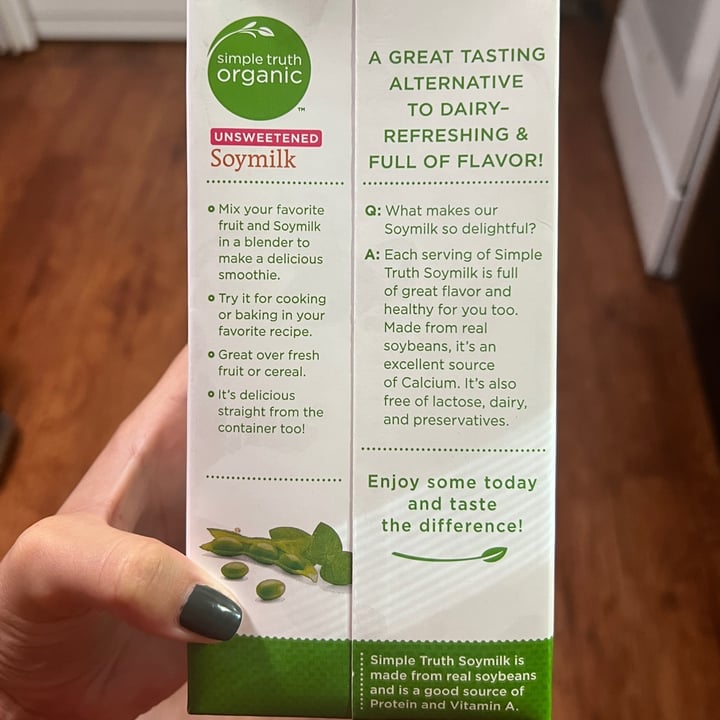 simple truth
organic
™
UNSWEETENED
Soymilk
Mix your favorite
fruit and Soymilk
in a blender to
make a delicious
smoothie.
Try it for cooking
or baking in your
favorite recipe.
Great over fresh
fruit or cereal.
It's delicious
straight from the
container too!
A GREAT TASTING
ALTERNATIVE
TO DAIRY–
REFRESHING &
FULL OF FLAVOR!
Q: What makes our
Soymilk so delightful?
A: Each serving of Simple
Truth Soymilk is full
of great flavor and
healthy for you too.
Made from real
soybeans, it's an
excellent source
of Calcium. It's also
free of lactose, dairy,
and preservatives.
Enjoy some today
and taste
the difference!
Simple Truth Soymilk is
made from real soybeans
and is a good source of
Protein and Vitamin A.